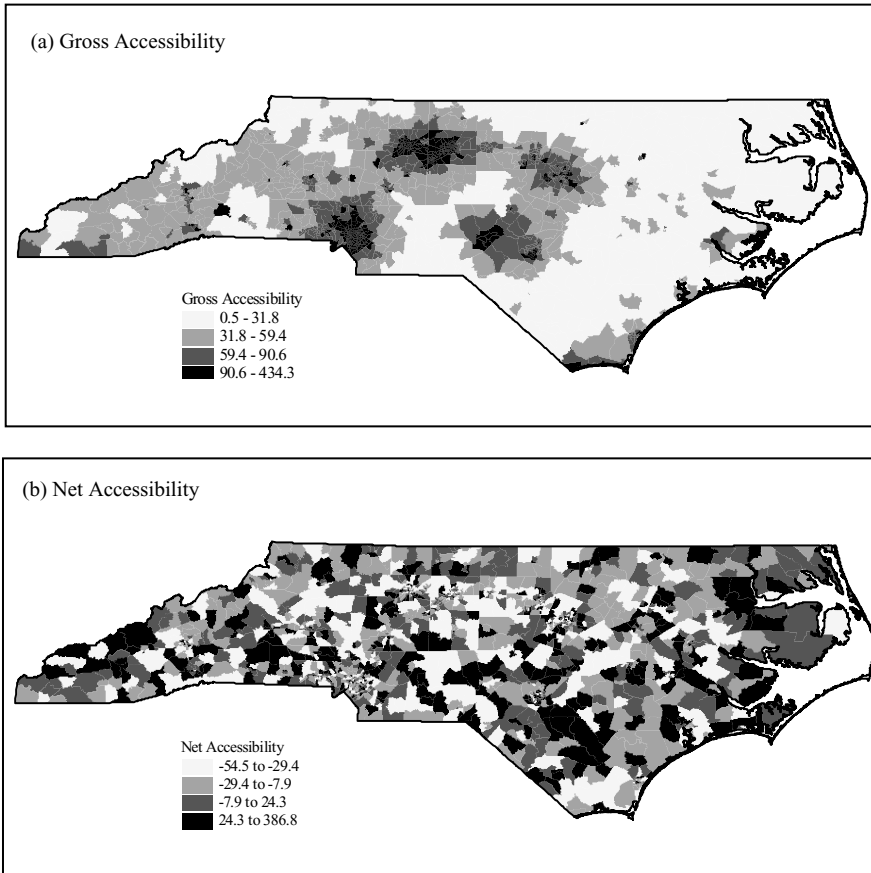 (a) Gross Accessibility
Gross Accessibility
0.5 - 31.8
31.8 - 59.4
59.4 - 90.6
90.6 - 434.3
(b) Net Accessibility
Net Accessibility
-54.5 to -29.4
-29.4 to -7.9
-7.9 to 24.3
24.3 to 386.8